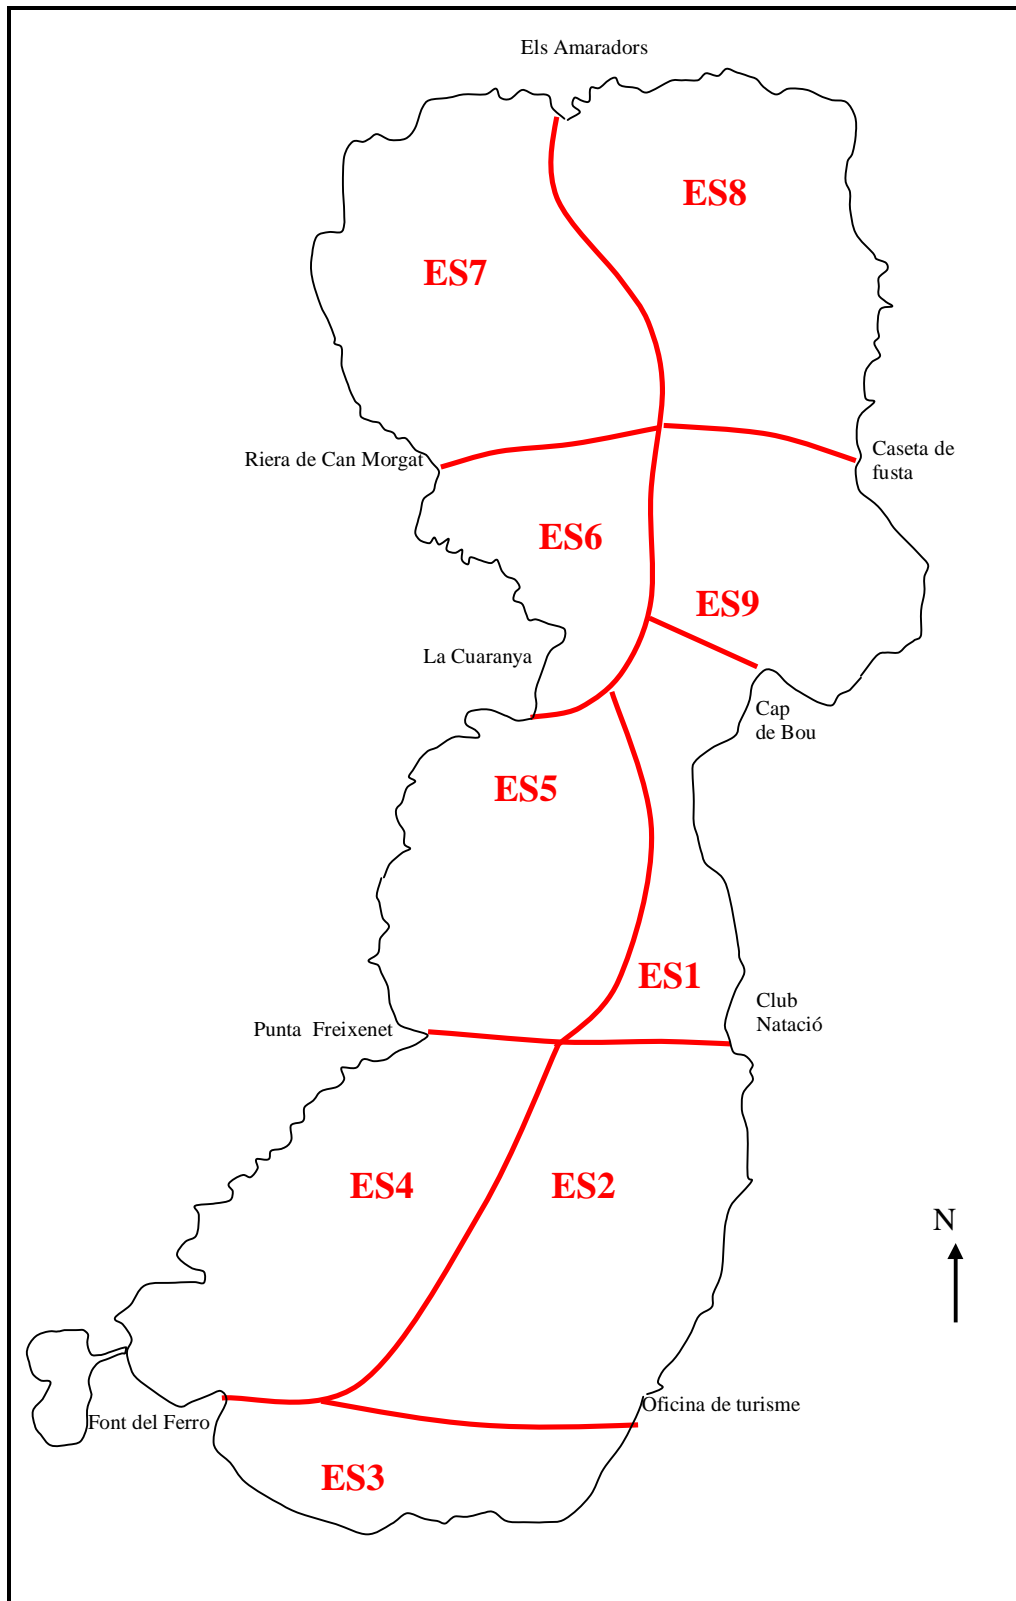 Els Amaradors
ES8
ES7
Riera de Can Morgat
Caseta de
fusta
ES6
ES9
La Cuaranya
Cap
de Bou
ES5
ES1
Club
Natació
Punta Freixenet
ES4
ES2
N
Oficina de turisme
Font del Ferro
ES3